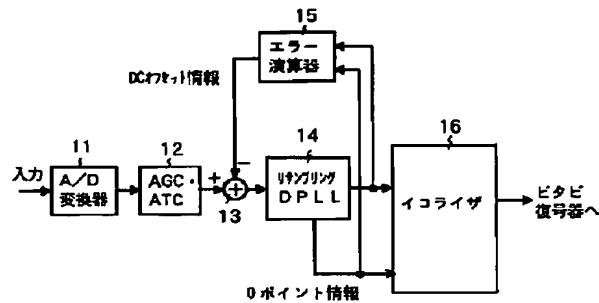 15
エラー
演算器
DCオフセット情報
11
12
14
16
入力
A/D
変換器
AGC・
ATC
+
−
13
リサンプリング
DPLL
イコライザ
ビタビ
復号器へ
0ポイント情報